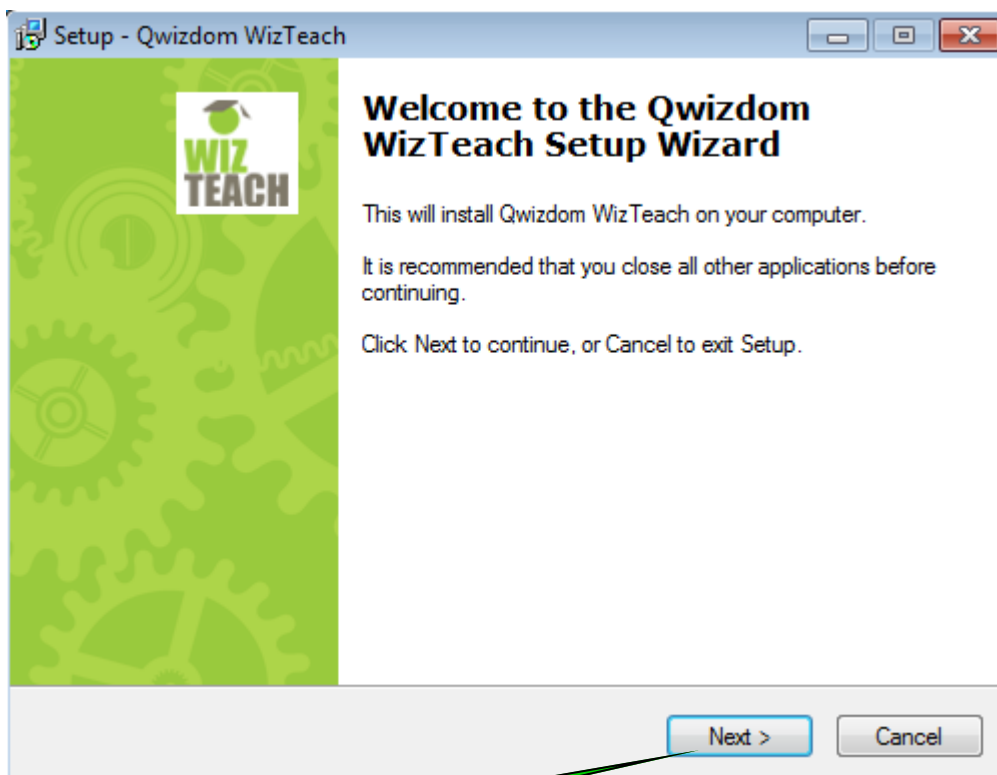 Setup - Qwizdom WizTeach
WIZ
TEACH
Welcome to the Qwizdom
WizTeach Setup Wizard
This will install Qwizdom WizTeach on your computer.
It is recommended that you close all other applications before
continuing.
Click Next to continue, or Cancel to exit Setup.
Next >
Cancel